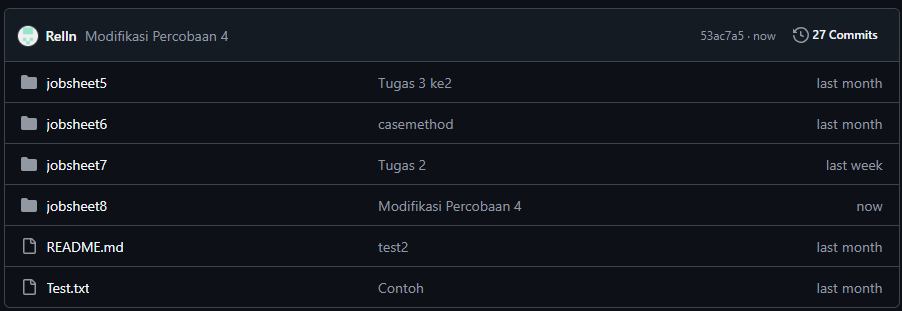 Relln Modifikasi Percobaan 4 53ac7a5 · now 27 Commits
jobsheet5 Tugas 3 ke2 last month
jobsheet6 casemethod last month
jobsheet7 Tugas 2 last week
jobsheet8 Modifikasi Percobaan 4 now
README.md test2 last month
Test.txt Contoh last month